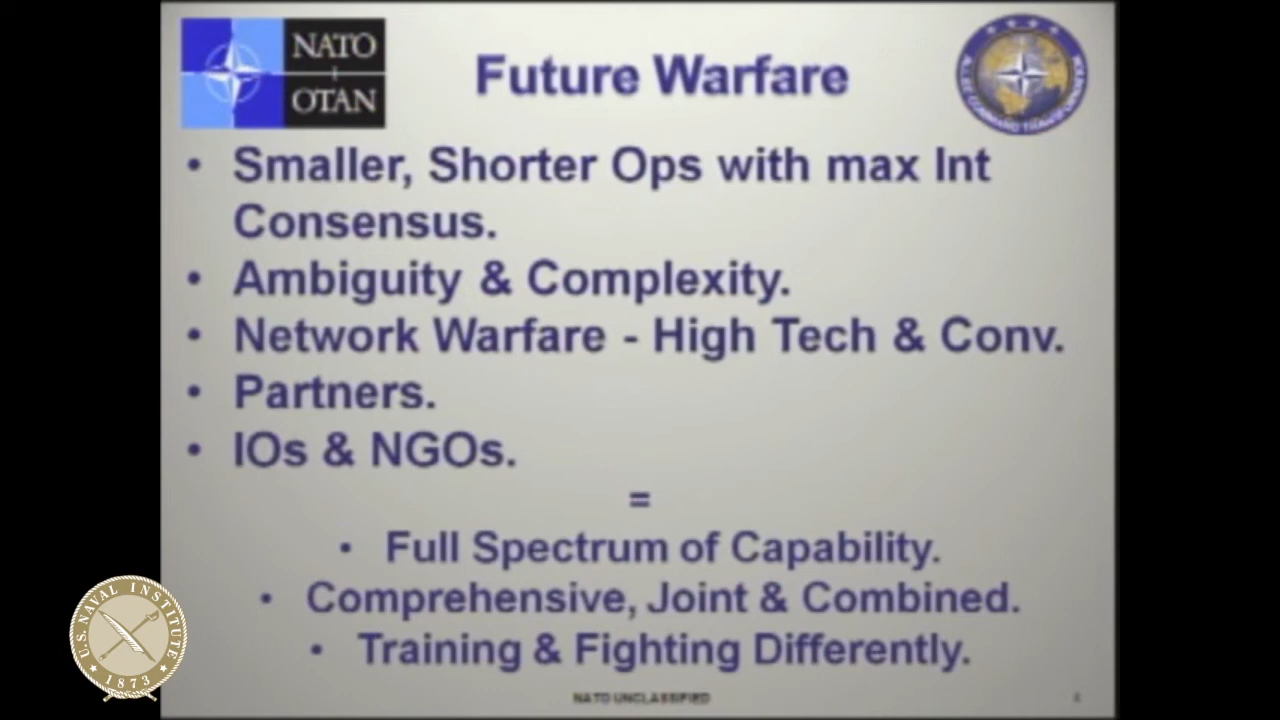 NATO
OTAN
Future Warfare
• Smaller, Shorter Ops with max Int
Consensus.
• Ambiguity & Complexity.
• Network Warfare - High Tech & Conv.
• Partners.
• IOs & NGOs.
=
• Full Spectrum of Capability.
• Comprehensive, Joint & Combined.
• Training & Fighting Differently.
NATO UNCLASSIFIED
U.S. NAVAL INSTITUTE
1873